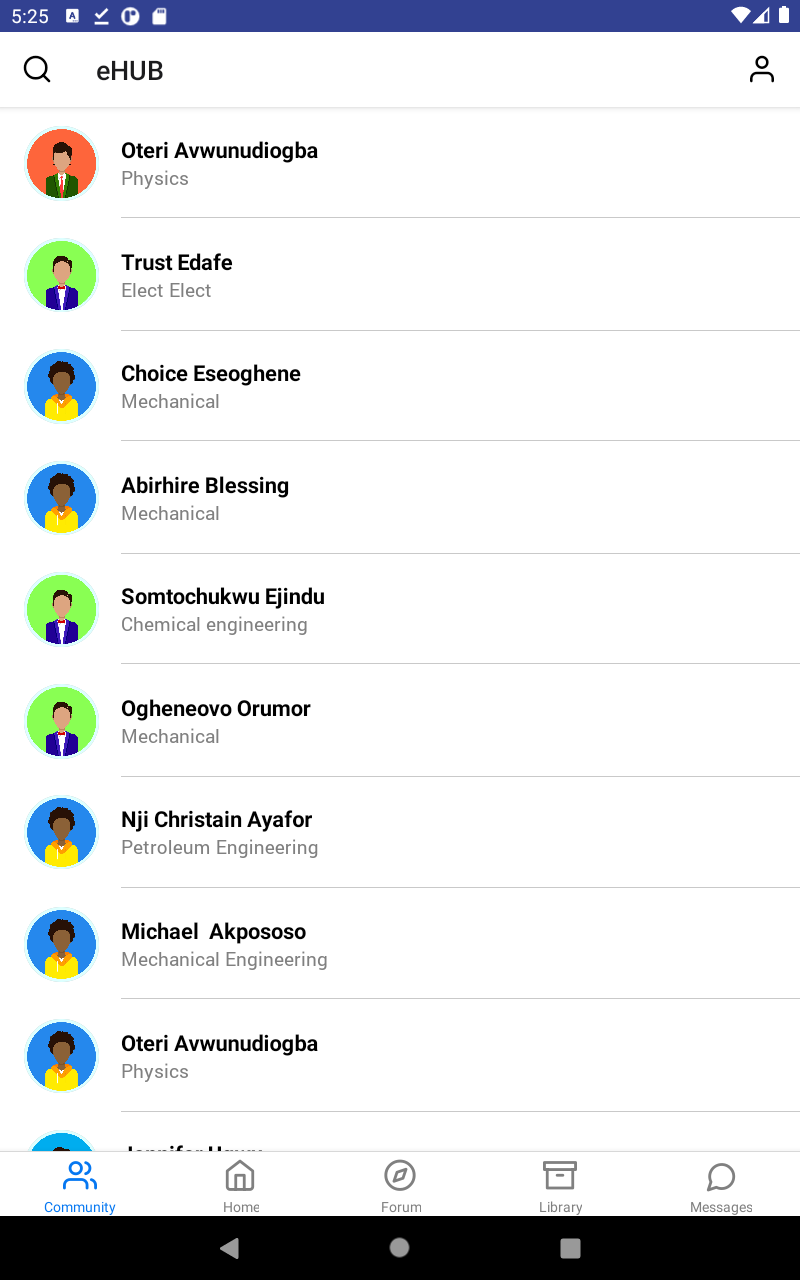 5:25
eHUB
Oteri Avwunudiogba
Physics
Trust Edafe
Elect Elect
Choice Eseoghene
Mechanical
Abirhire Blessing
Mechanical
Somtochukwu Ejindu
Chemical engineering
Ogheneovo Orumor
Mechanical
Nji Christain Ayafor
Petroleum Engineering
Michael  Akpososo
Mechanical Engineering
Oteri Avwunudiogba
Physics
Community
Home
Forum
Library
Messages